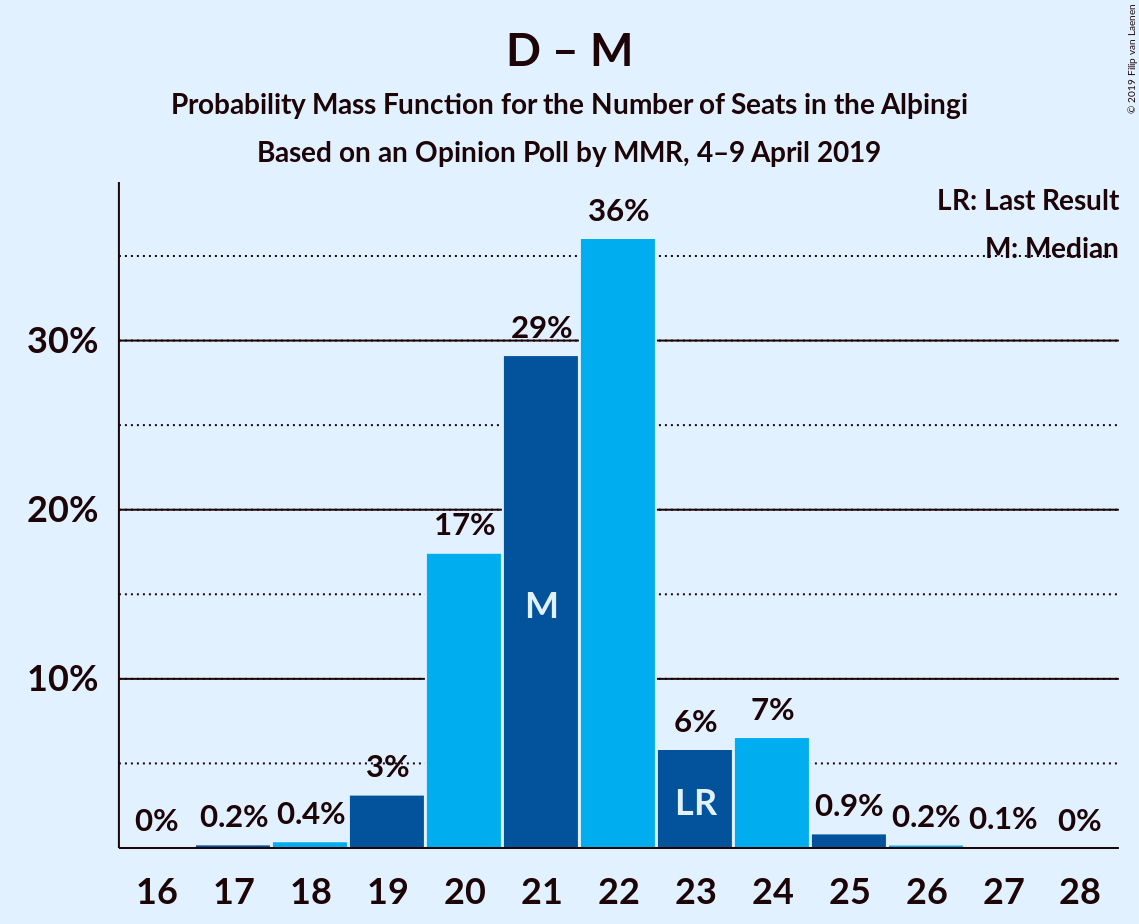 D – M
Probability Mass Function for the Number of Seats in the Alþingi
Based on an Opinion Poll by MMR, 4–9 April 2019
© 2019 Filip van Laenen
LR: Last Result
M: Median
36%
29%
17%
7%
6%
3%
0.9%
0.4%
0.2%
0.2%
0.1%
0%
0%
30%
20%
10%
M
LR
16 17 18 19 20 21 22 23 24 25 26 27 28